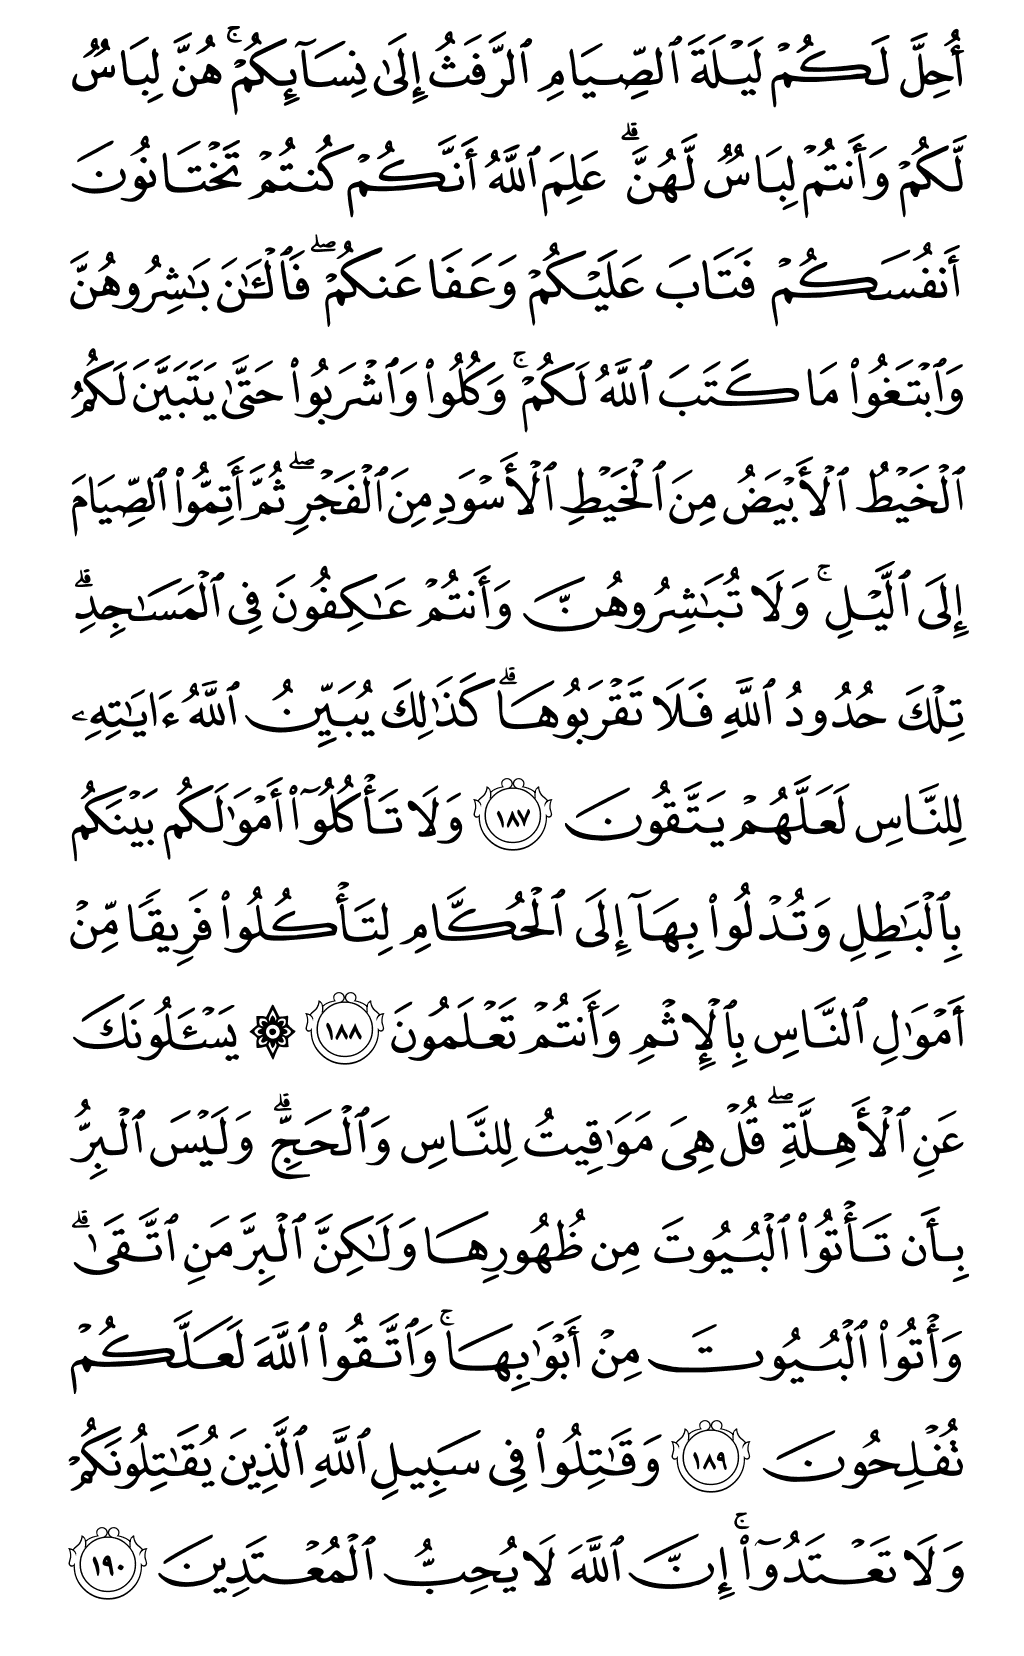 أُحِلَّ لَكُمْ لَيْلَةَ ٱلصِّيَامِ ٱلرَّفَثُ إِلَىٰ نِسَآئِكُمْ ۚ هُنَّ لِبَاسٌ
لَّكُمْ وَأَنتُمْ لِبَاسٌ لَّهُنَّ ۗ عَلِمَ ٱللَّهُ أَنَّكُمْ كُنتُمْ تَخْتَانُونَ
أَنفُسَكُمْ فَتَابَ عَلَيْكُمْ وَعَفَا عَنكُمْ ۖ فَٱلْـَٰٔنَ بَـٰشِرُوهُنَّ
وَٱبْتَغُوا۟ مَا كَتَبَ ٱللَّهُ لَكُمْ ۚ وَكُلُوا۟ وَٱشْرَبُوا۟ حَتَّىٰ يَتَبَيَّنَ لَكُمُ
ٱلْخَيْطُ ٱلْأَبْيَضُ مِنَ ٱلْخَيْطِ ٱلْأَسْوَدِ مِنَ ٱلْفَجْرِ ۖ ثُمَّ أَتِمُّوا۟ ٱلصِّيَامَ
إِلَى ٱلَّيْلِ ۚ وَلَا تُبَـٰشِرُوهُنَّ وَأَنتُمْ عَـٰكِفُونَ فِى ٱلْمَسَـٰجِدِ ۗ
تِلْكَ حُدُودُ ٱللَّهِ فَلَا تَقْرَبُوهَا ۗ كَذَٰلِكَ يُبَيِّنُ ٱللَّهُ ءَايَـٰتِهِۦ
لِلنَّاسِ لَعَلَّهُمْ يَتَّقُونَ ١٨٧ وَلَا تَأْكُلُوٓا۟ أَمْوَٰلَكُم بَيْنَكُم
بِٱلْبَـٰطِلِ وَتُدْلُوا۟ بِهَآ إِلَى ٱلْحُكَّامِ لِتَأْكُلُوا۟ فَرِيقًا مِّنْ
أَمْوَٰلِ ٱلنَّاسِ بِٱلْإِثْمِ وَأَنتُمْ تَعْلَمُونَ ١٨٨ ۞ يَسْـَٔلُونَكَ
عَنِ ٱلْأَهِلَّةِ ۖ قُلْ هِىَ مَوَٰقِيتُ لِلنَّاسِ وَٱلْحَجِّ ۗ وَلَيْسَ ٱلْبِرُّ
بِأَن تَأْتُوا۟ ٱلْبُيُوتَ مِن ظُهُورِهَا وَلَـٰكِنَّ ٱلْبِرَّ مَنِ ٱتَّقَىٰ ۗ
وَأْتُوا۟ ٱلْبُيُوتَ مِنْ أَبْوَٰبِهَا ۚ وَٱتَّقُوا۟ ٱللَّهَ لَعَلَّكُمْ
تُفْلِحُونَ ١٨٩ وَقَـٰتِلُوا۟ فِى سَبِيلِ ٱللَّهِ ٱلَّذِينَ يُقَـٰتِلُونَكُمْ
وَلَا تَعْتَدُوٓا۟ ۚ إِنَّ ٱللَّهَ لَا يُحِبُّ ٱلْمُعْتَدِينَ ١٩٠